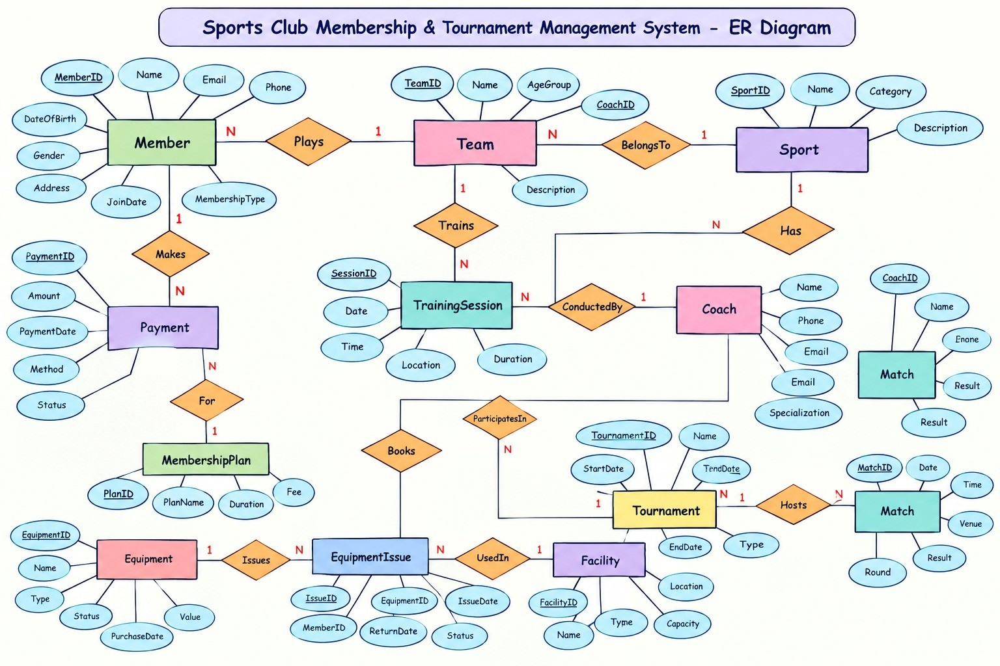 Sports Club Membership & Tournament Management System - ER Diagram
MemberID
Name
Email
Phone
DateOfBirth
Gender
Address
JoinDate
MembershipType
Member
N
Plays
1
TeamID
Name
AgeGroup
CoachID
Team
Description
N
BelongsTo
1
SportID
Name
Category
Description
Sport
1
Makes
N
1
Trains
N
1
Has
N
PaymentID
Amount
PaymentDate
Method
Status
Payment
N
For
1
MembershipPlan
PlanID
PlanName
Duration
Fee
SessionID
Date
Time
Location
Duration
TrainingSession
N
ConductedBy
1
Coach
Name
Phone
Email
Email
Specialization
CoachID
Name
Enone
Result
Result
Match
Books
ParticipatesIn
N
1
TournamentID
Name
StartDate
TendDate
Tournament
EndDate
Type
N
1
Hosts
N
MatchID
Date
Time
Venue
Result
Round
Match
EquipmentID
Name
Type
Status
PurchaseDate
Value
Equipment
1
Issues
N
EquipmentIssue
IssueID
MemberID
EquipmentID
ReturnDate
IssueDate
Status
N
UsedIn
1
Facility
FacilityID
Name
Type
Capacity
Location